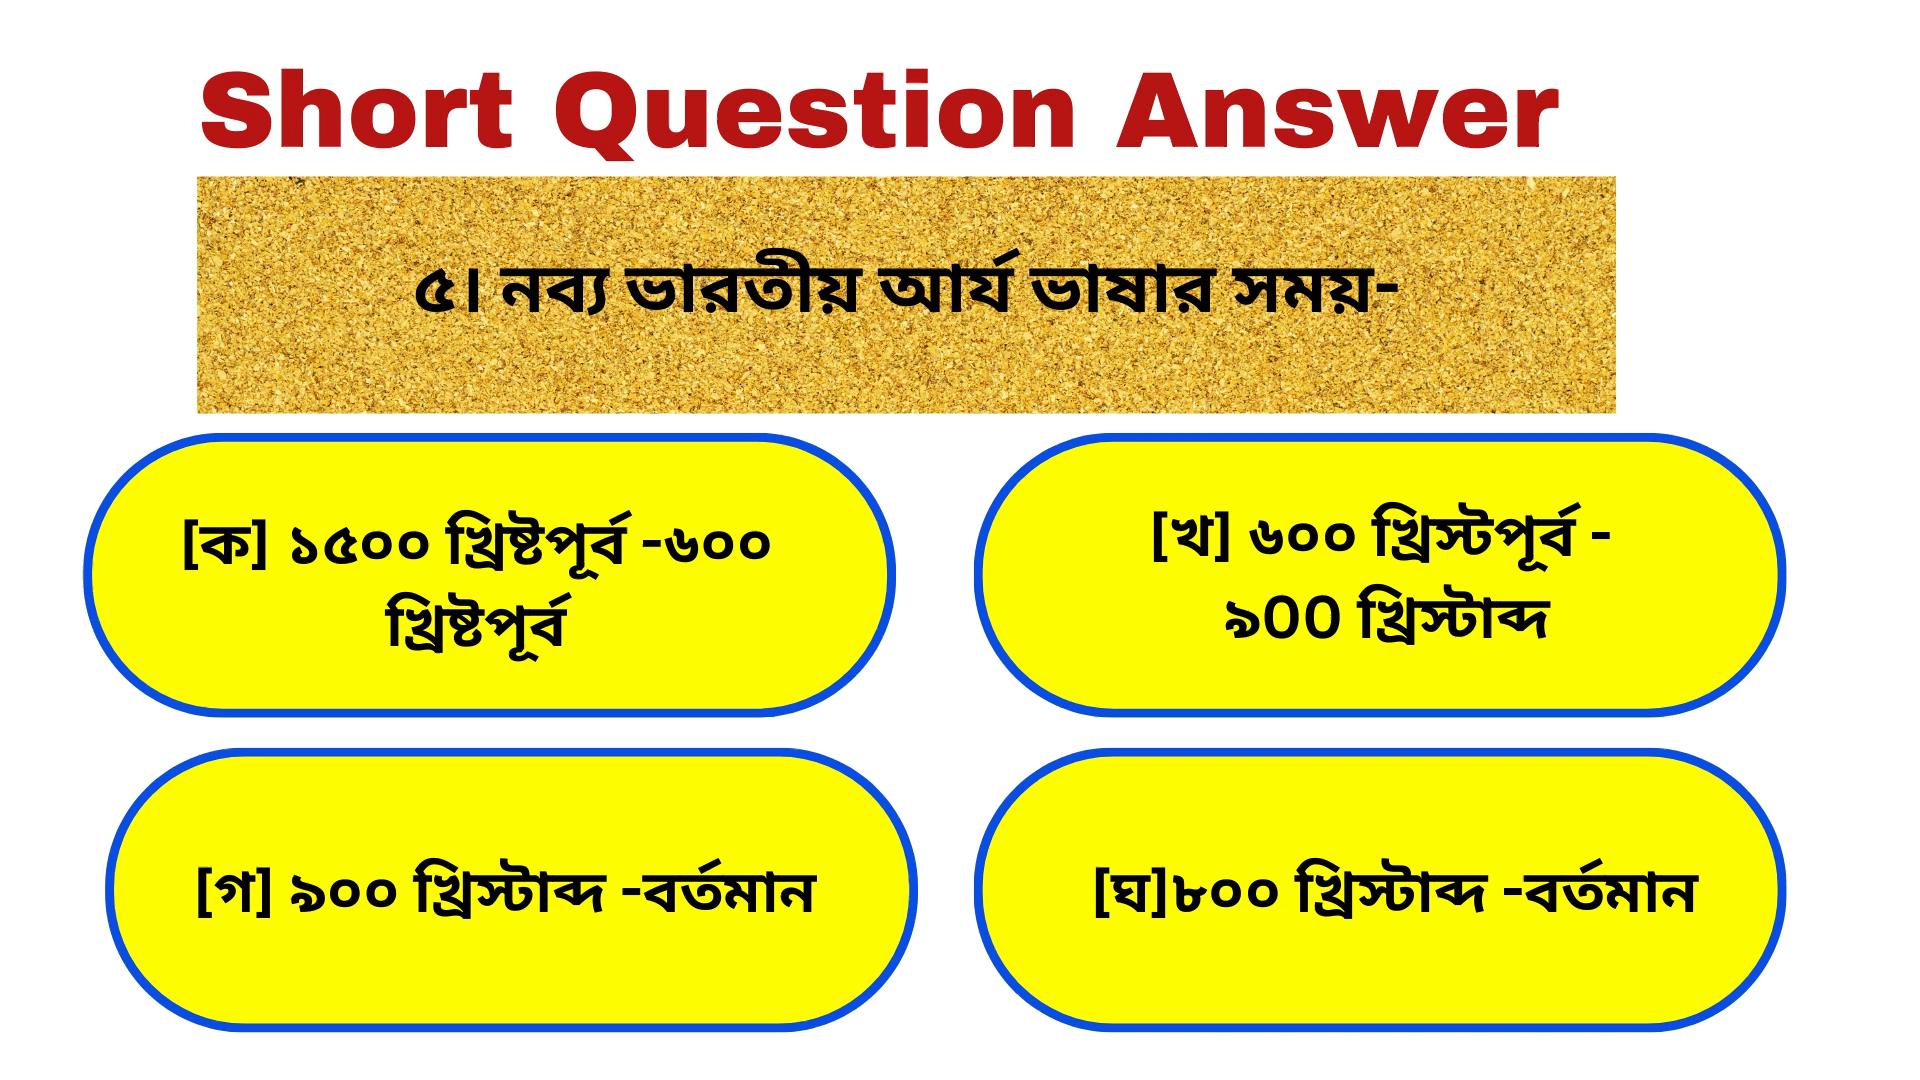 Short Question Answer
৫। নব্য ভারতীয় আর্য ভাষার সময়-
[ক] ১৫০০ খ্রিষ্টপূর্ব -৬০০
খ্রিষ্টপূর্ব
[খ] ৬০০ খ্রিস্টপূর্ব -
৯00 খ্রিস্টাব্দ
[গ] ৯০০ খ্রিস্টাব্দ -বর্তমান
[ঘ]৮০০ খ্রিস্টাব্দ -বর্তমান